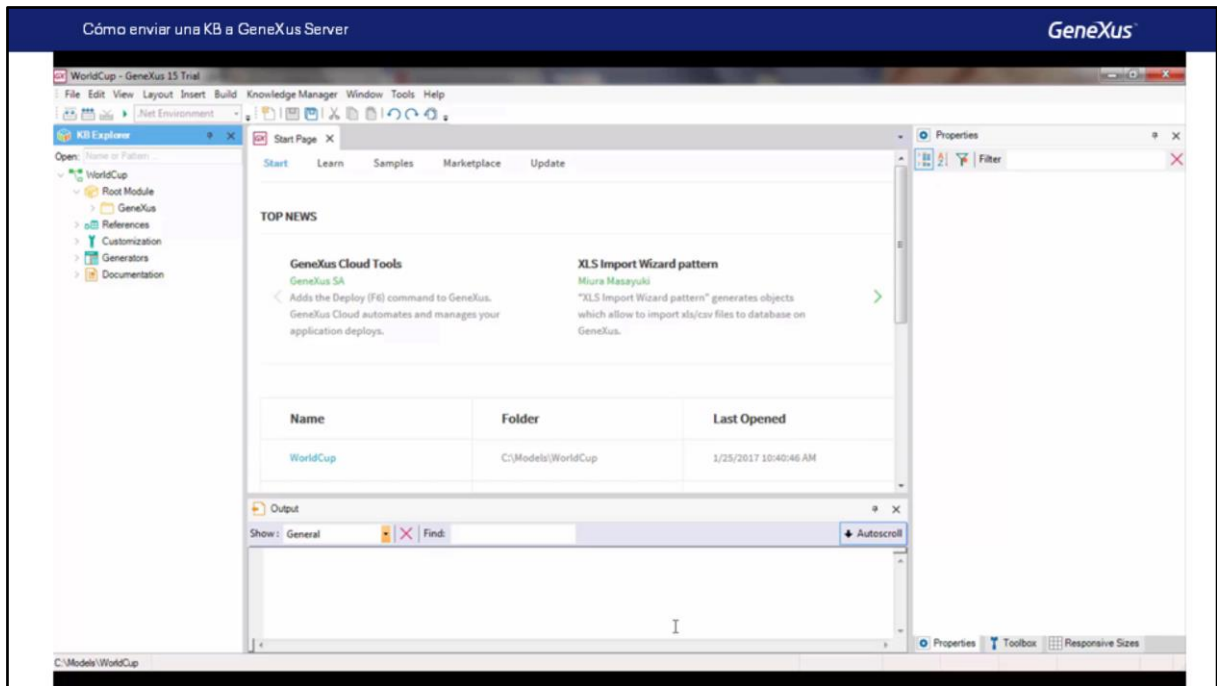 Cómo enviar una KB a GeneXus Server
GeneXus
WorldCup - GeneXus 15 Trial
File Edit View Layout Insert Build Knowledge Manager Window Tools Help
.Net Environment
KB Explorer
Open: Name or Pattern ...
WorldCup
Root Module
GeneXus
References
Customization
Generators
Documentation
Start Page
Start Learn Samples Marketplace Update
TOP NEWS
GeneXus Cloud Tools
GeneXus SA
Adds the Deploy (F6) command to GeneXus.
GeneXus Cloud automates and manages your
application deploys.
XLS Import Wizard pattern
Miura Masayuki
"XLS Import Wizard pattern" generates objects
which allow to import xls/csv files to database on
GeneXus.
Name Folder Last Opened
WorldCup C:\Models\WorldCup 1/25/2017 10:40:46 AM
Output
Show: General Find: Autoscroll
Properties
Filter
Properties Toolbox Responsive Sizes
C:\Models\WorldCup